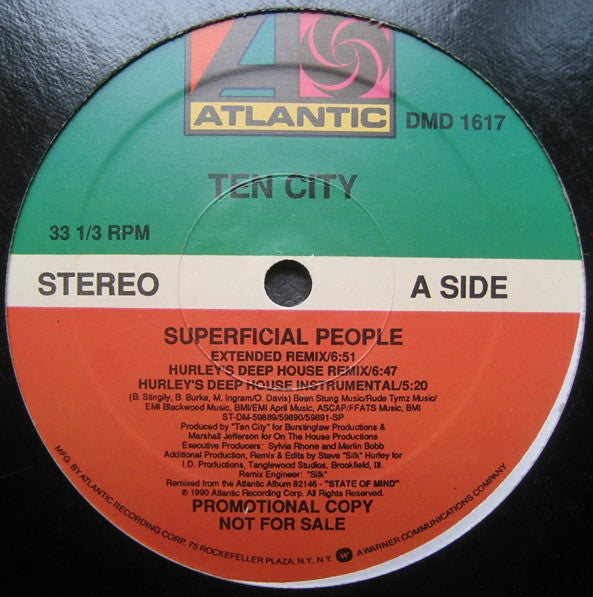 ATLANTIC
DMD 1617
TEN CITY
33 1/3 RPM
STEREO
A SIDE
SUPERFICIAL PEOPLE
EXTENDED REMIX/6:51
HURLEY'S DEEP HOUSE REMIX/6:47
HURLEY'S DEEP HOUSE INSTRUMENTAL/5:20
(B. Stingily, B. Burke, M. Ingram/O. Davis) Been Stung Music/Rude Tymz Music/
EMI Blackwood Music, BMI/EMI April Music, ASCAP/FFATS Music, BMI
ST-DM-59889/59890/59891-SP
Produced by "Ten City" for Burstinglaw Productions &
Marshall Jefferson for On The House Productions
Executive Producers: Sylvia Rhone and Merlin Bobb
Additional Production, Remix & Edits by Steve "Silk" Hurley for
I.D. Productions, Tanglewood Studios, Brookfield, Ill.
Remix Engineer: "Silk"
Remixed from the Atlantic Album 82146 - "STATE OF MIND"
℗ 1990 Atlantic Recording Corp. All Rights Reserved.
PROMOTIONAL COPY
NOT FOR SALE
MFG. BY ATLANTIC RECORDING CORP., 75 ROCKEFELLER PLAZA, N.Y., N.Y. A WARNER COMMUNICATIONS COMPANY